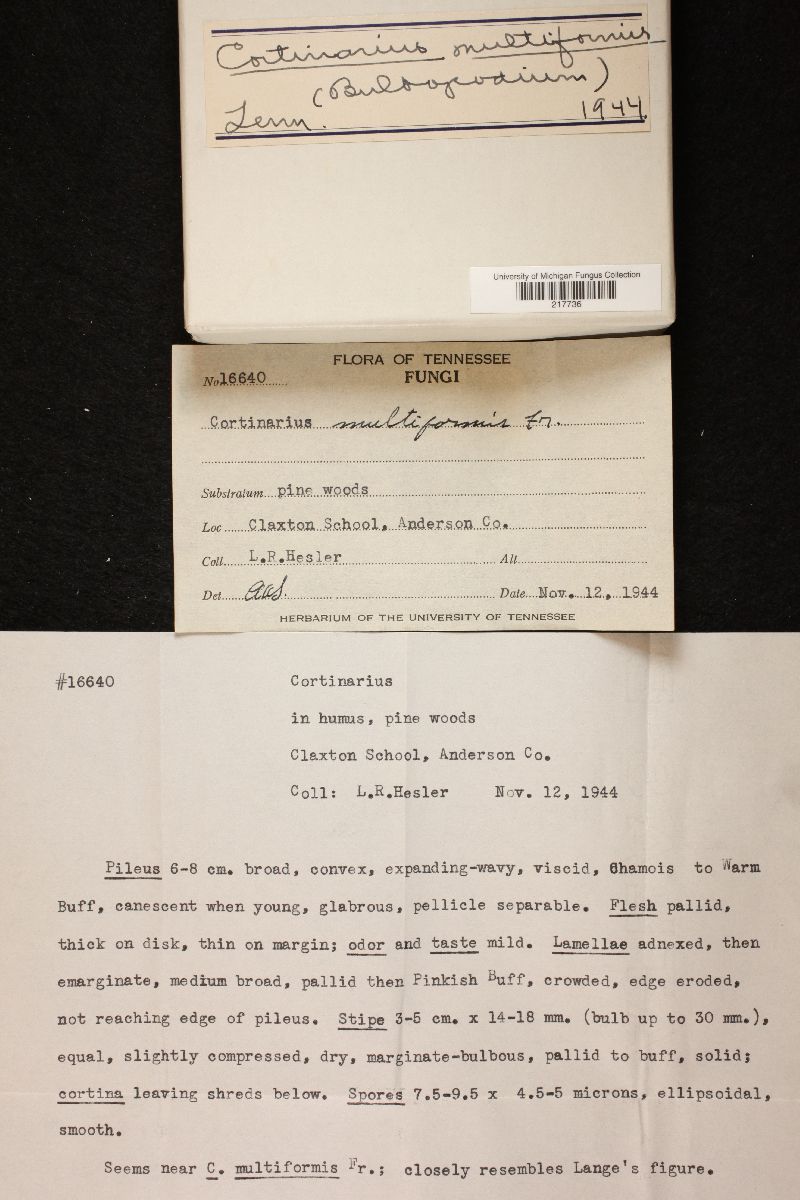 Cortinarius multiformis
(Bulbopodium)
Tenn. 1944
University of Michigan Fungus Collection
217736
FLORA OF TENNESSEE
No. 16640 FUNGI
Cortinarius multiformis Fr.
Substratum pine woods
Loc Claxton School, Anderson Co.
Coll. L.R.Hesler Alt.
Det. AHS. Date Nov. 12, 1944
HERBARIUM OF THE UNIVERSITY OF TENNESSEE
#16640 Cortinarius
in humus, pine woods
Claxton School, Anderson Co.
Coll: L.R.Hesler Nov. 12, 1944
Pileus 6-8 cm. broad, convex, expanding-wavy, viscid, Chamois to Warm
Buff, canescent when young, glabrous, pellicle separable. Flesh pallid,
thick on disk, thin on margin; odor and taste mild. Lamellae adnexed, then
emarginate, medium broad, pallid then Pinkish Buff, crowded, edge eroded,
not reaching edge of pileus. Stipe 3-5 cm. x 14-18 mm. (bulb up to 30 mm.),
equal, slightly compressed, dry, marginate-bulbous, pallid to buff, solid;
cortina leaving shreds below. Spores 7.5-9.5 x 4.5-5 microns, ellipsoidal,
smooth.
Seems near C. multiformis Fr.; closely resembles Lange's figure.